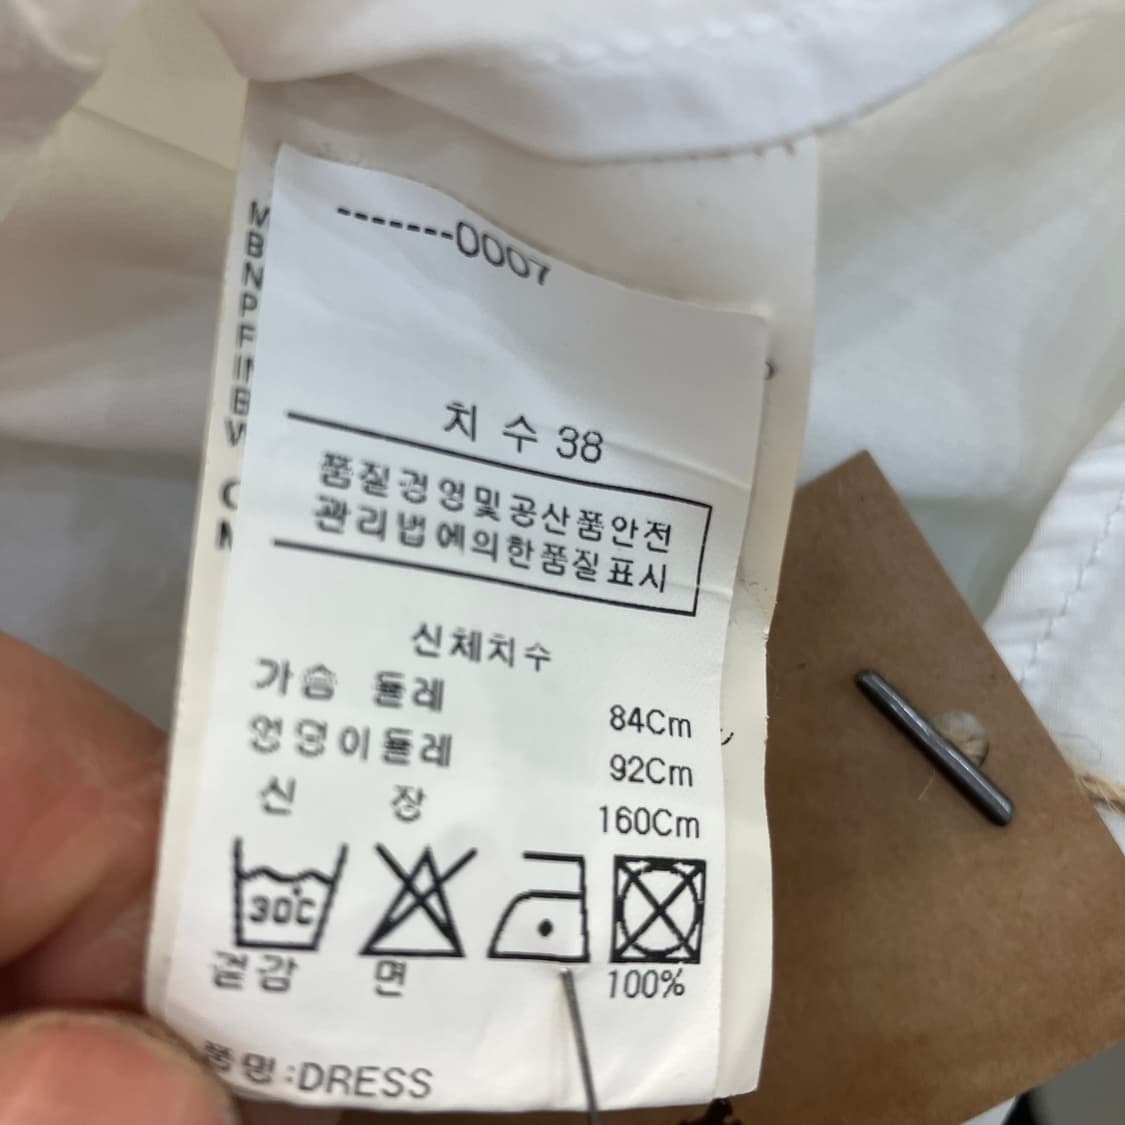 -------0007
치 수 38
품질경영및공산품안전
관리법에의한품질표시
신체치수
가슴 둘레 84Cm
엉덩이둘레 92Cm
신 장 160Cm
30℃
겉감 면 100%
품명:DRESS
M
B
N
P
F
IN
B
W